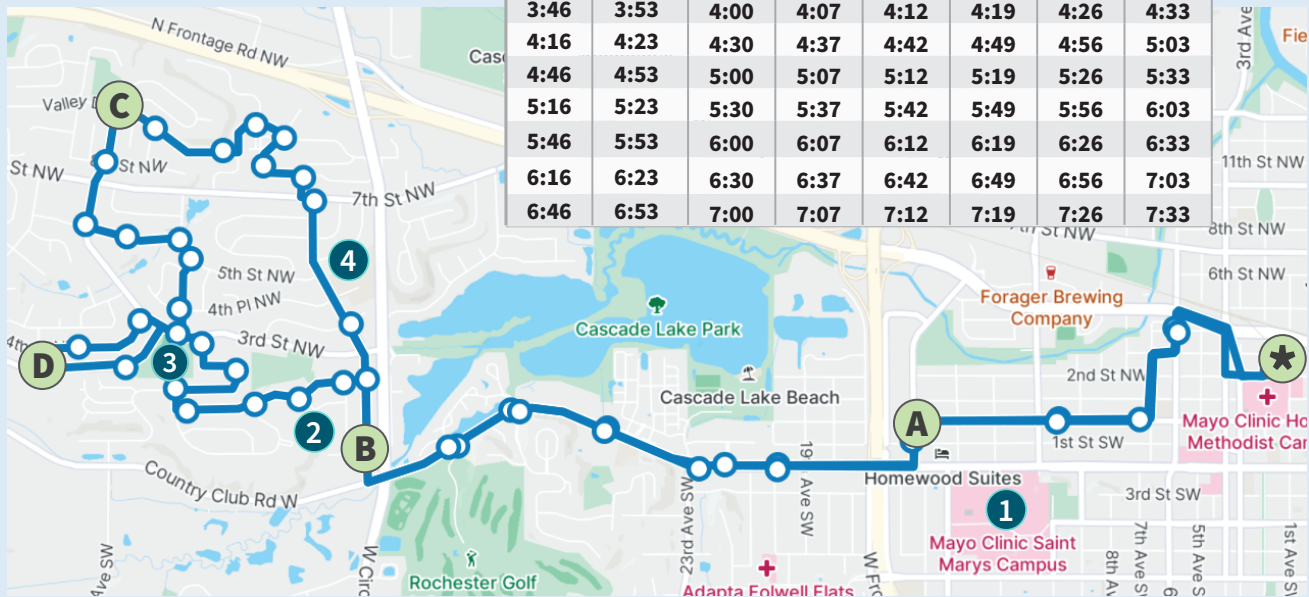 3:46 3:53 4:00 4:07 4:12 4:19 4:26 4:33
4:16 4:23 4:30 4:37 4:42 4:49 4:56 5:03
4:46 4:53 5:00 5:07 5:12 5:19 5:26 5:33
5:16 5:23 5:30 5:37 5:42 5:49 5:56 6:03
5:46 5:53 6:00 6:07 6:12 6:19 6:26 6:33
6:16 6:23 6:30 6:37 6:42 6:49 6:56 7:03
6:46 6:53 7:00 7:07 7:12 7:19 7:26 7:33
N Frontage Rd NW
3rd Ave
Valley
C
St NW
St NW
7th St NW
11th St NW
8th St NW
7th St NW
4
5th St NW
6th St NW
4th Pl NW
Forager Brewing
Company
Cascade Lake Park
3rd St NW
D
3
*
2nd St NW
Cascade Lake Beach
Mayo Clinic
Methodist
A
2
B
1st St SW
19th Ave SW
Country Club Rd W
Homewood Suites
23rd Ave SW
3rd St SW
1
Mayo Clinic Saint
Marys Campus
7th Ave
5th Ave
1st Ave
8th
Ave SW
Rochester Golf
Adapta Folwell Flats